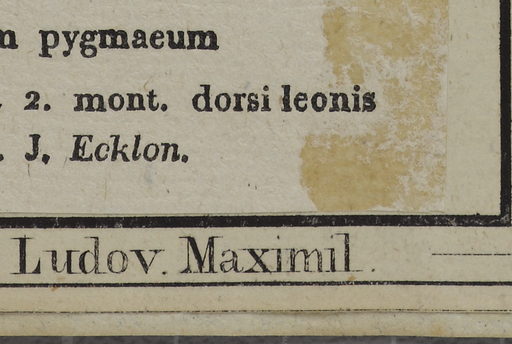 m pygmaeum
. 2. mont. dorsi leonis
. J. Ecklon.
Ludov. Maximil.